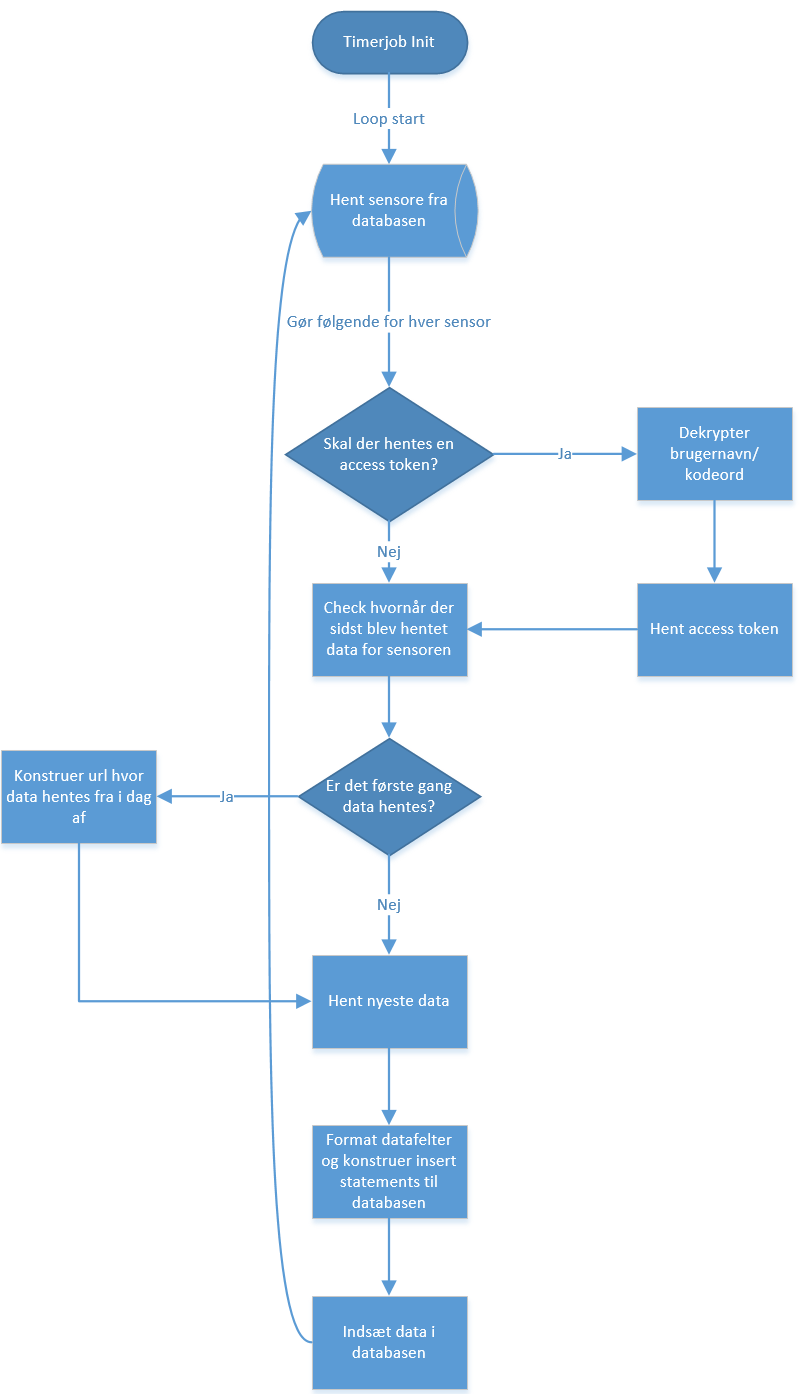 Timerjob Init
Loop start
Hent sensore fra
databasen
Gør følgende for hver sensor
Skal der hentes en
access token?
Ja
Dekrypter
brugernavn/
kodeord
Nej
Check hvornår der
sidst blev hentet
data for sensoren
Hent access token
Er det første gang
data hentes?
Ja
Konstruer url hvor
data hentes fra i dag
af
Nej
Hent nyeste data
Format datafelter
og konstruer insert
statements til
databasen
Indsæt data i
databasen